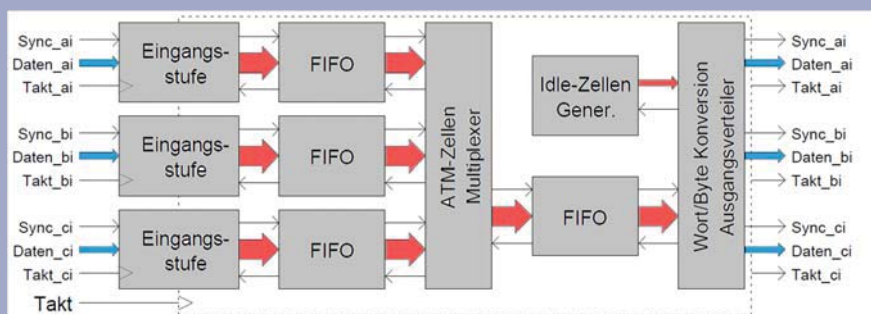 Sync_ai
Daten_ai
Takt_ai
Eingangs-
stufe
FIFO
Sync_bi
Daten_bi
Takt_bi
Eingangs-
stufe
FIFO
Sync_ci
Daten_ci
Takt_ci
Eingangs-
stufe
FIFO
Takt
ATM-Zellen
Multiplexer
Idle-Zellen
Gener.
FIFO
Wort/Byte Konversion
Ausgangsverteiler
Sync_ai
Daten_ai
Takt_ai
Sync_bi
Daten_bi
Takt_bi
Sync_ci
Daten_ci
Takt_ci